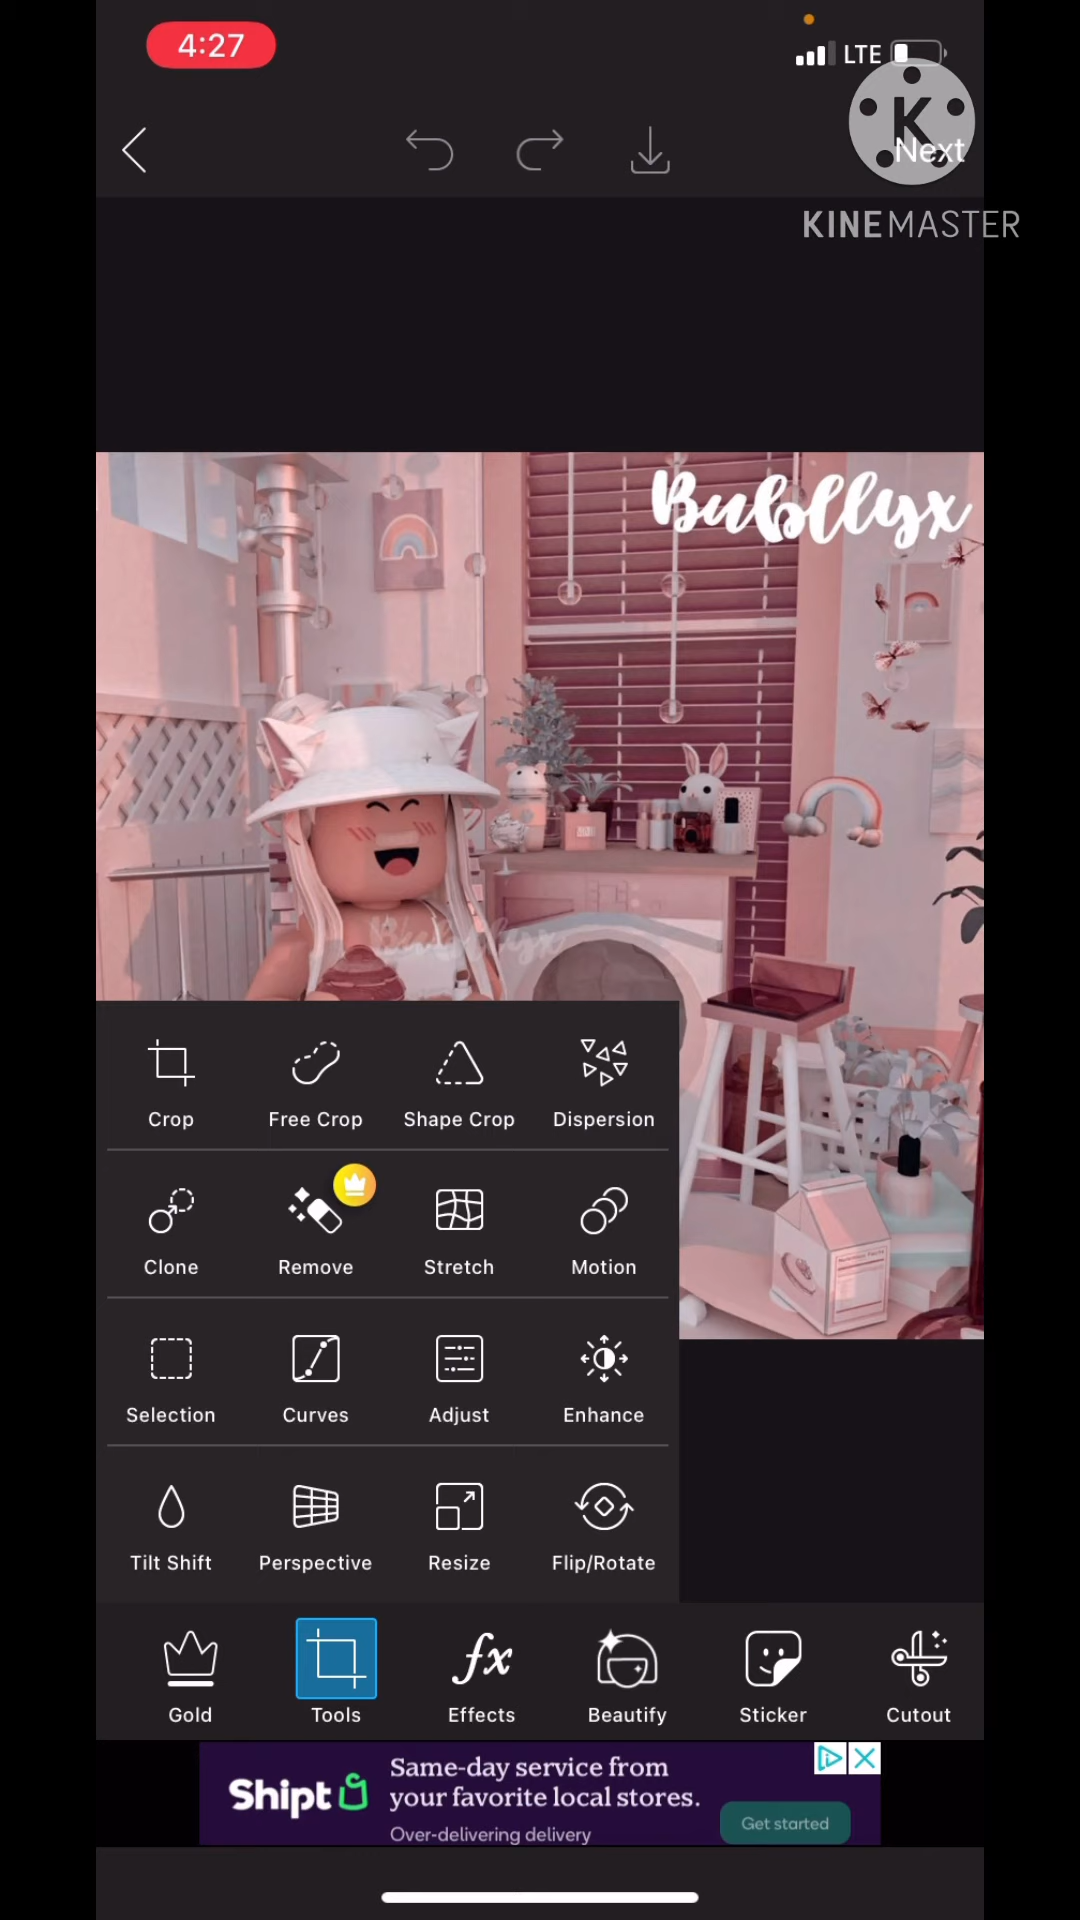 4:27
LTE
K
Next
KINEMASTER
Bubllyx
Bubllyx
Crop
Free Crop
Shape Crop
Dispersion
Clone
Remove
Stretch
Motion
Selection
Curves
Adjust
Enhance
Tilt Shift
Perspective
Resize
Flip/Rotate
Gold
Tools
fx
Effects
Beautify
Sticker
Cutout
Shipt
Same-day service from
your favorite local stores.
Over-delivering delivery
Get started